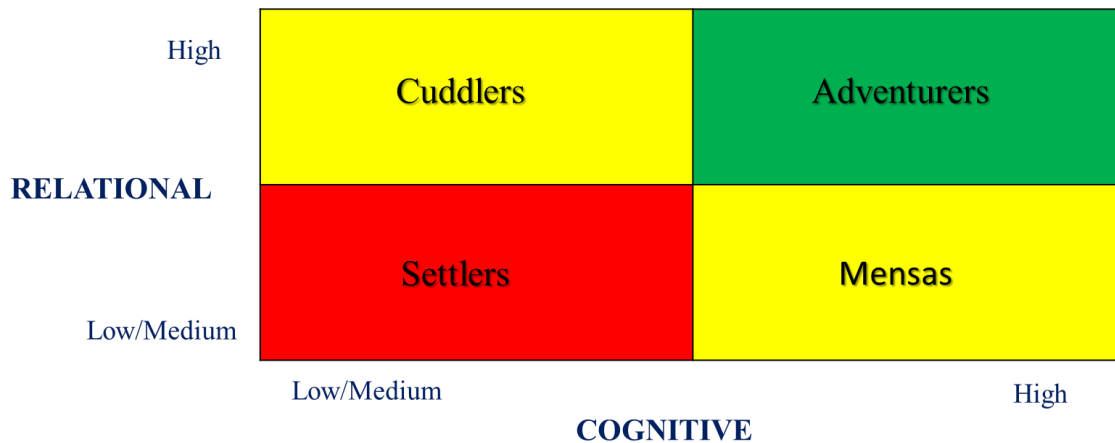 High
Cuddlers
Adventurers
RELATIONAL
Settlers
Mensas
Low/Medium
Low/Medium
High
COGNITIVE